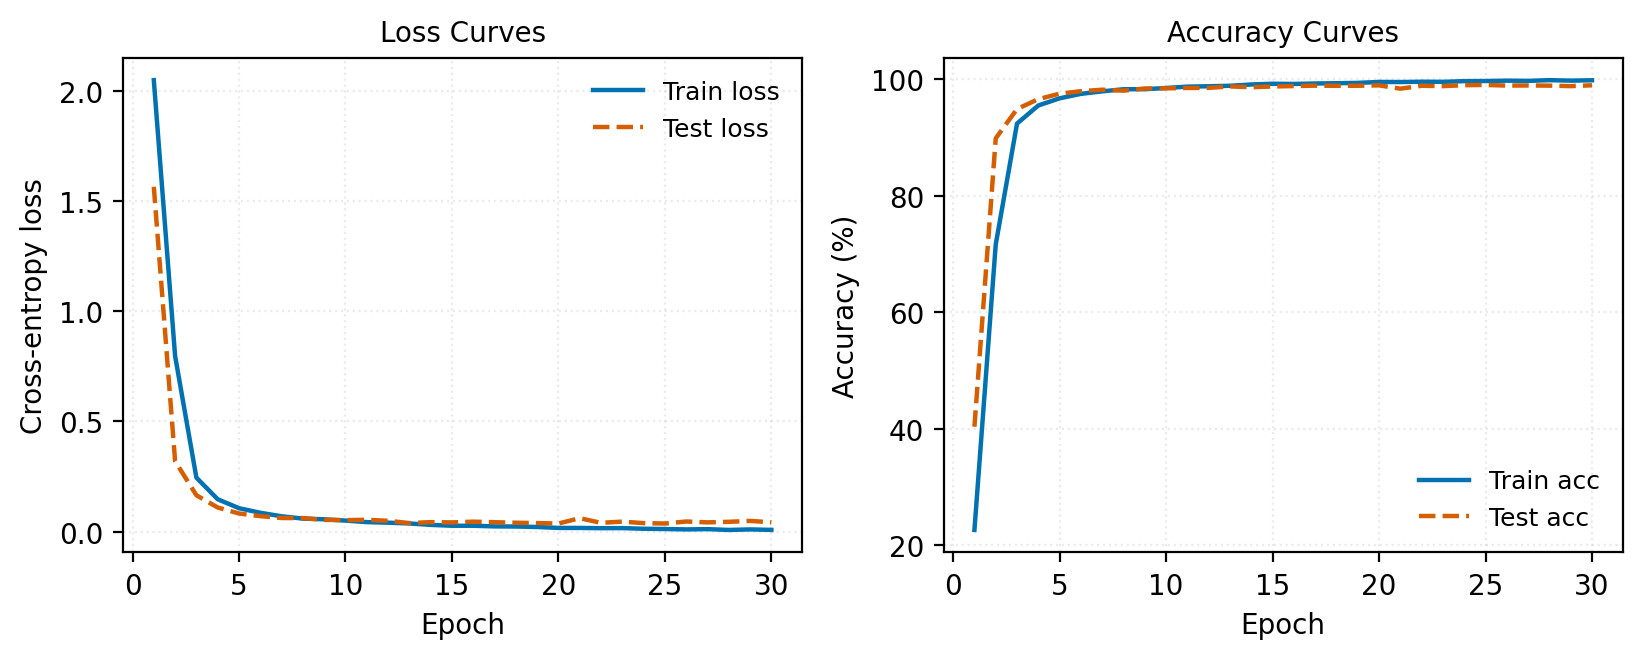 Loss Curves
Cross-entropy loss
2.0
1.5
1.0
0.5
0.0
Train loss
Test loss
0 5 10 15 20 25 30
Epoch
Accuracy Curves
Accuracy (%)
100
80
60
40
20
Train acc
Test acc
0 5 10 15 20 25 30
Epoch